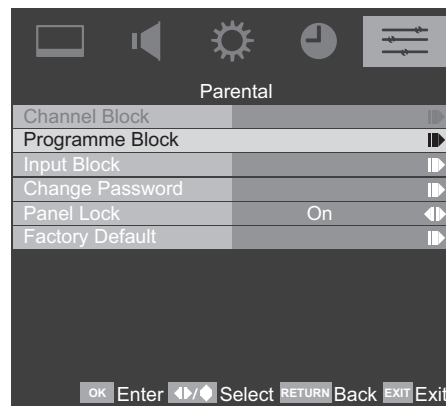 Parental
Channel Block
Programme Block
Input Block
Change Password
Panel Lock On
Factory Default
OK Enter Select RETURN Back EXIT Exit